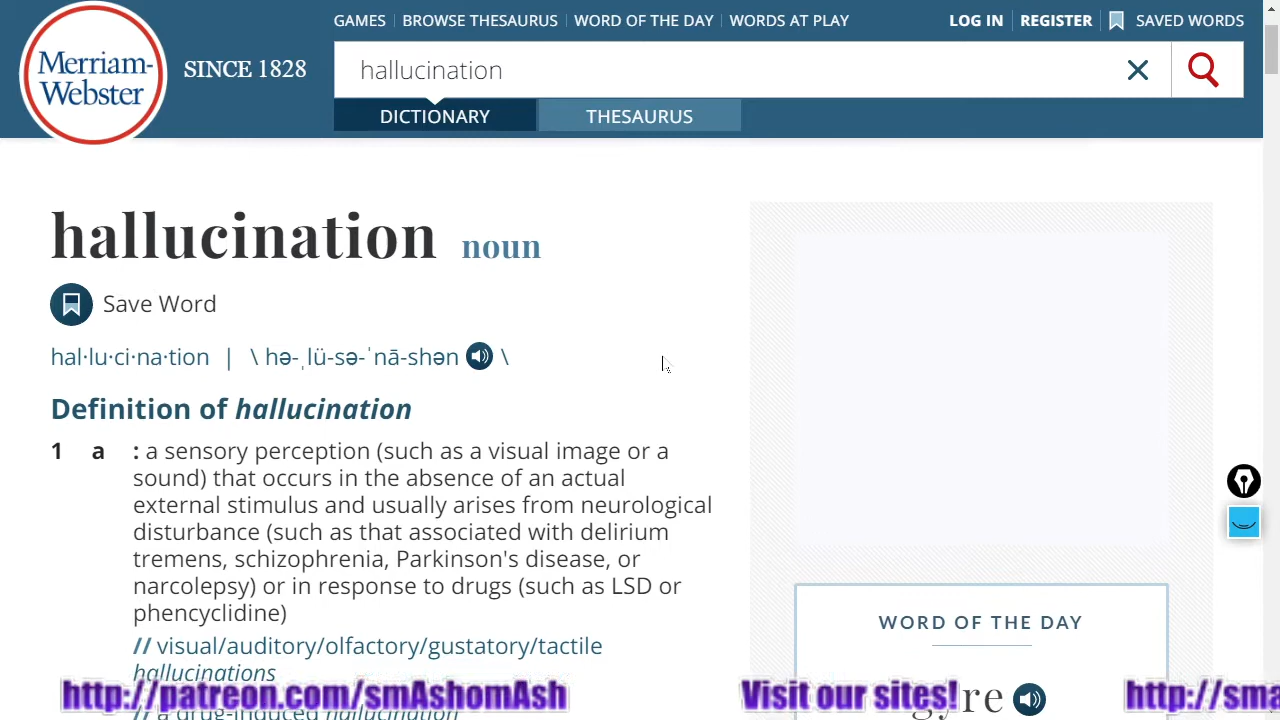 GAMES BROWSE THESAURUS WORD OF THE DAY WORDS AT PLAY LOG IN REGISTER SAVED WORDS
Merriam-
Webster
SINCE 1828
hallucination
DICTIONARY THESAURUS
hallucination noun
Save Word
hal·lu·ci·na·tion | \ hə-ˌlü-sə-ˈnā-shən \
Definition of hallucination
1 a : a sensory perception (such as a visual image or a
sound) that occurs in the absence of an actual
external stimulus and usually arises from neurological
disturbance (such as that associated with delirium
tremens, schizophrenia, Parkinson's disease, or
narcolepsy) or in response to drugs (such as LSD or
phencyclidine)
// visual/auditory/olfactory/gustatory/tactile
hallucinations
// a drug-induced hallucination
WORD OF THE DAY
http://patreon.com/smAshomAsh Visit our sites! http://sma